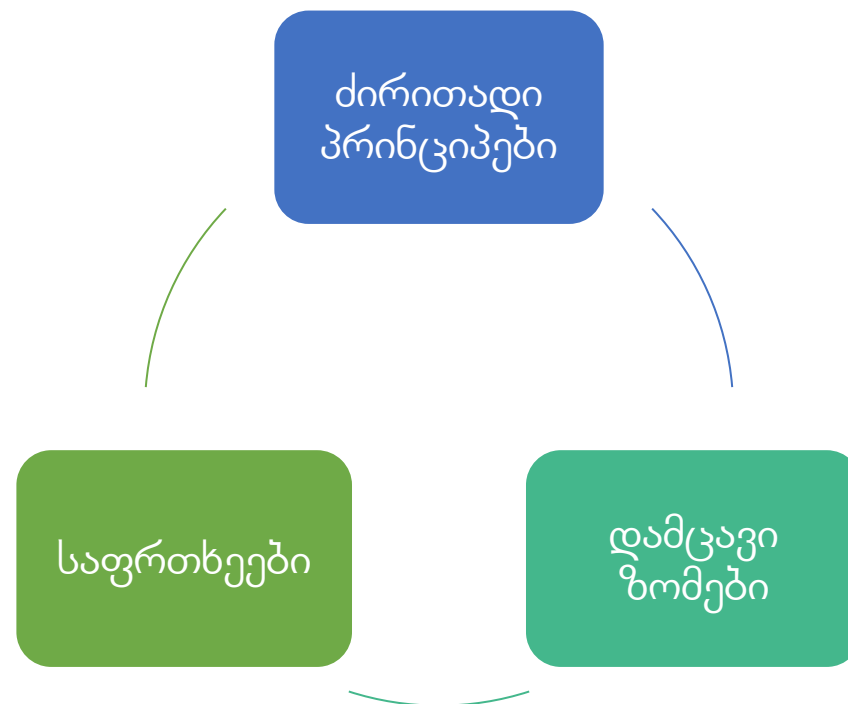 ძირითადი
პრინციპები
საფრთხეები
დამცავი
ზომები